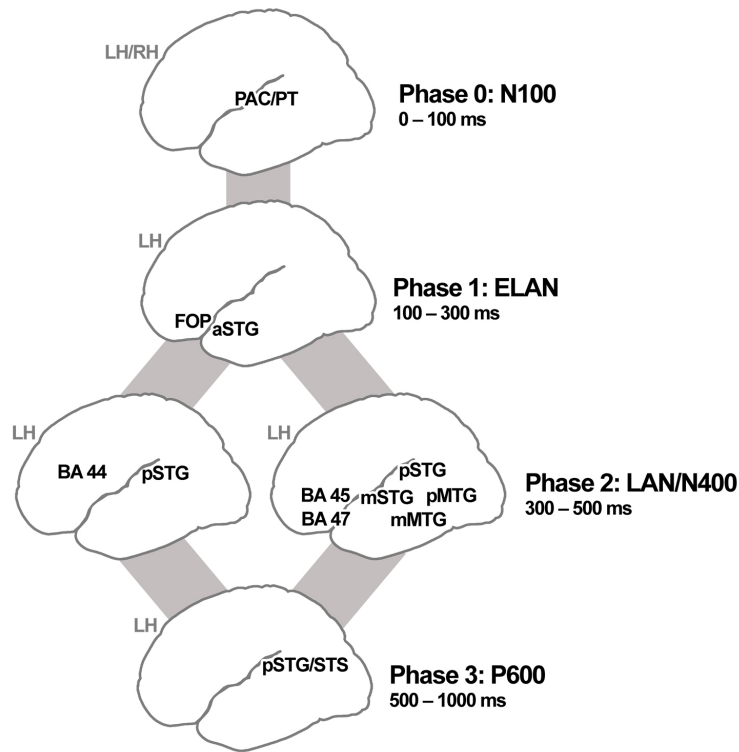 LH/RH
PAC/PT
Phase 0: N100
0 – 100 ms
LH
FOP
aSTG
Phase 1: ELAN
100 – 300 ms
LH
BA 44
pSTG
LH
pSTG
BA 45
mSTG
pMTG
BA 47
mMTG
Phase 2: LAN/N400
300 – 500 ms
LH
pSTG/STS
Phase 3: P600
500 – 1000 ms